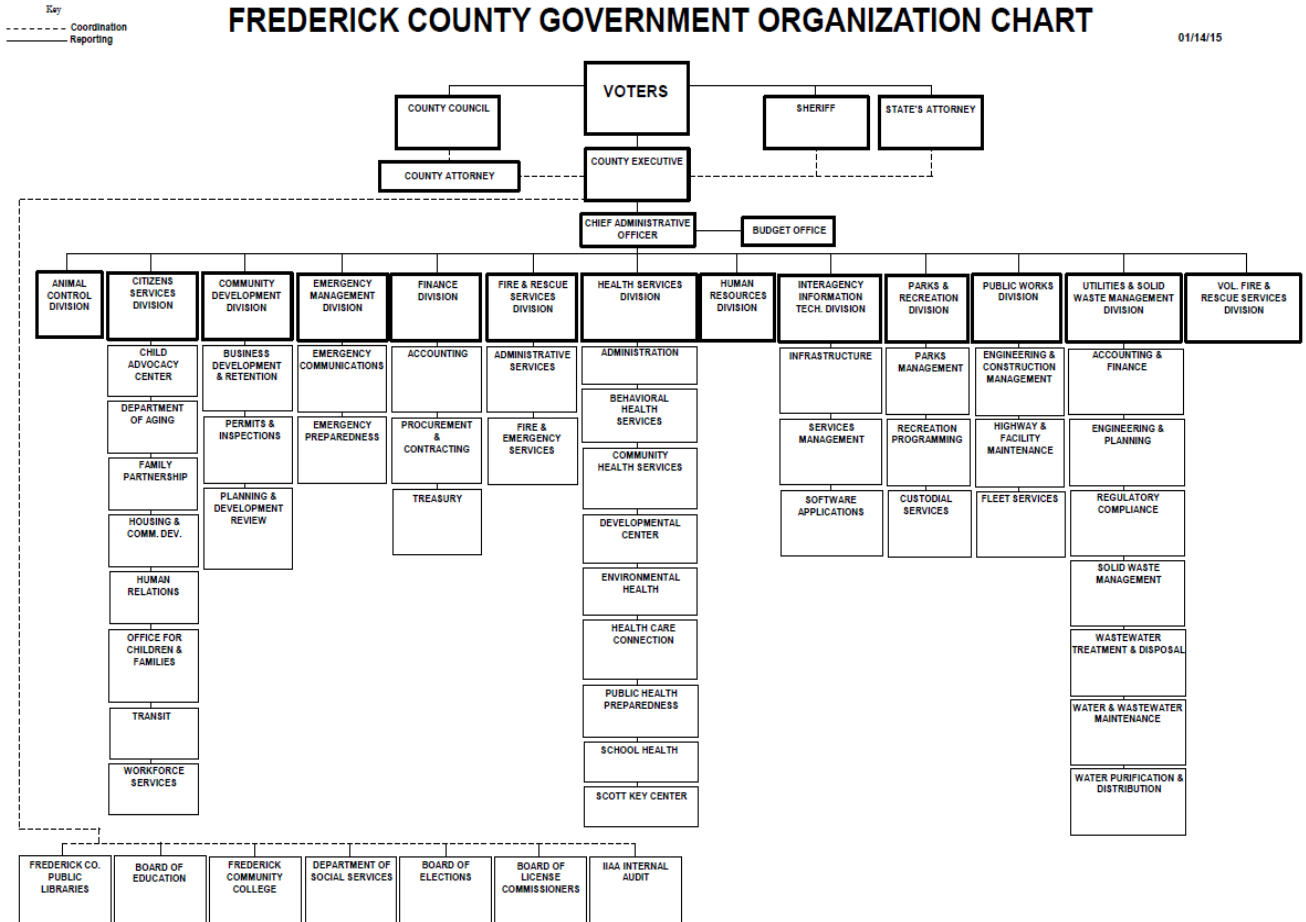 Key
Coordination
Reporting
FREDERICK COUNTY GOVERNMENT ORGANIZATION CHART
01/14/15
VOTERS
COUNTY COUNCIL
SHERIFF
STATE'S ATTORNEY
COUNTY EXECUTIVE
COUNTY ATTORNEY
CHIEF ADMINISTRATIVE
OFFICER
BUDGET OFFICE
ANIMAL
CONTROL
DIVISION
CITIZENS
SERVICES
DIVISION
COMMUNITY
DEVELOPMENT
DIVISION
EMERGENCY
MANAGEMENT
DIVISION
FINANCE
DIVISION
FIRE & RESCUE
SERVICES
DIVISION
HEALTH SERVICES
DIVISION
HUMAN
RESOURCES
DIVISION
INTERAGENCY
INFORMATION
TECH. DIVISION
PARKS &
RECREATION
DIVISION
PUBLIC WORKS
DIVISION
UTILITIES & SOLID
WASTE MANAGEMENT
DIVISION
VOL. FIRE &
RESCUE SERVICES
DIVISION
CHILD
ADVOCACY
CENTER
DEPARTMENT
OF AGING
FAMILY
PARTNERSHIP
HOUSING &
COMM. DEV.
HUMAN
RELATIONS
OFFICE FOR
CHILDREN &
FAMILIES
TRANSIT
WORKFORCE
SERVICES
BUSINESS
DEVELOPMENT
& RETENTION
PERMITS &
INSPECTIONS
PLANNING &
DEVELOPMENT
REVIEW
EMERGENCY
COMMUNICATIONS
EMERGENCY
PREPAREDNESS
ACCOUNTING
PROCUREMENT
&
CONTRACTING
TREASURY
ADMINISTRATIVE
SERVICES
FIRE &
EMERGENCY
SERVICES
ADMINISTRATION
BEHAVIORAL
HEALTH
SERVICES
COMMUNITY
HEALTH SERVICES
DEVELOPMENTAL
CENTER
ENVIRONMENTAL
HEALTH
HEALTH CARE
CONNECTION
PUBLIC HEALTH
PREPAREDNESS
SCHOOL HEALTH
SCOTT KEY CENTER
INFRASTRUCTURE
SERVICES
MANAGEMENT
SOFTWARE
APPLICATIONS
PARKS
MANAGEMENT
RECREATION
PROGRAMMING
CUSTODIAL
SERVICES
ENGINEERING &
CONSTRUCTION
MANAGEMENT
HIGHWAY &
FACILITY
MAINTENANCE
FLEET SERVICES
ACCOUNTING &
FINANCE
ENGINEERING &
PLANNING
REGULATORY
COMPLIANCE
SOLID WASTE
MANAGEMENT
WASTEWATER
TREATMENT & DISPOSAL
WATER & WASTEWATER
MAINTENANCE
WATER PURIFICATION &
DISTRIBUTION
FREDERICK CO.
PUBLIC
LIBRARIES
BOARD OF
EDUCATION
FREDERICK
COMMUNITY
COLLEGE
DEPARTMENT OF
SOCIAL SERVICES
BOARD OF
ELECTIONS
BOARD OF
LICENSE
COMMISSIONERS
IIAA INTERNAL
AUDIT